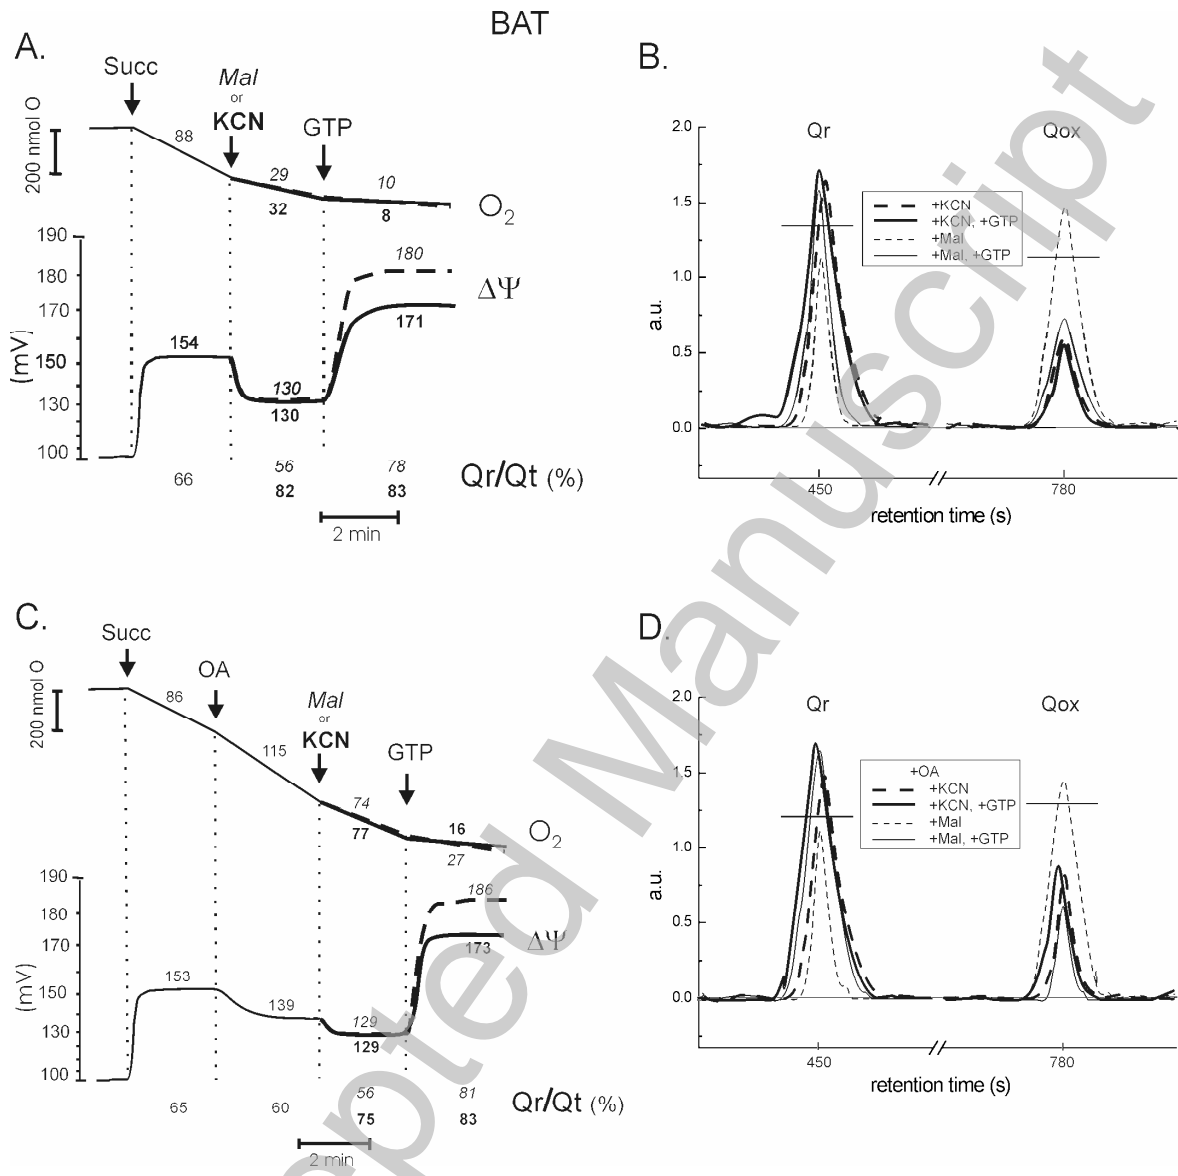 BAT
A.
Succ
Mal
or
KCN
GTP
200 nmol O
88
29
32
10
8
O2
190
180
170
150
130
100
(mV)
154
130
130
180
171
ΔΨ
66
56
82
78
83
Qr/Qt (%)
2 min
B.
Qr
Qox
2.0
1.5
1.0
0.5
0.0
a.u.
+KCN
+KCN, +GTP
+Mal
+Mal, +GTP
450
780
retention time (s)
C.
Succ
OA
Mal
or
KCN
GTP
200 nmol O
86
115
74
77
16
27
O2
190
180
170
150
130
100
(mV)
153
139
129
129
186
173
ΔΨ
65
60
56
75
81
83
Qr/Qt (%)
2 min
D.
Qr
Qox
2.0
1.5
1.0
0.5
0.0
a.u.
+OA
+KCN
+KCN, +GTP
+Mal
+Mal, +GTP
450
780
retention time (s)
epted Manuscript